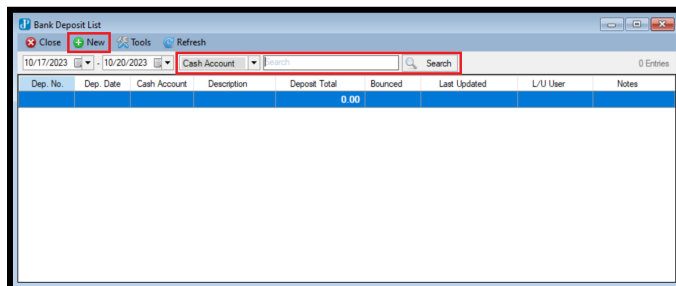 Bank Deposit List
Close New Tools Refresh
10/17/2023 - 10/20/2023 Cash Account Search Search 0 Entries
Dep. No. Dep. Date Cash Account Description Deposit Total Bounced Last Updated L/U User Notes
0.00